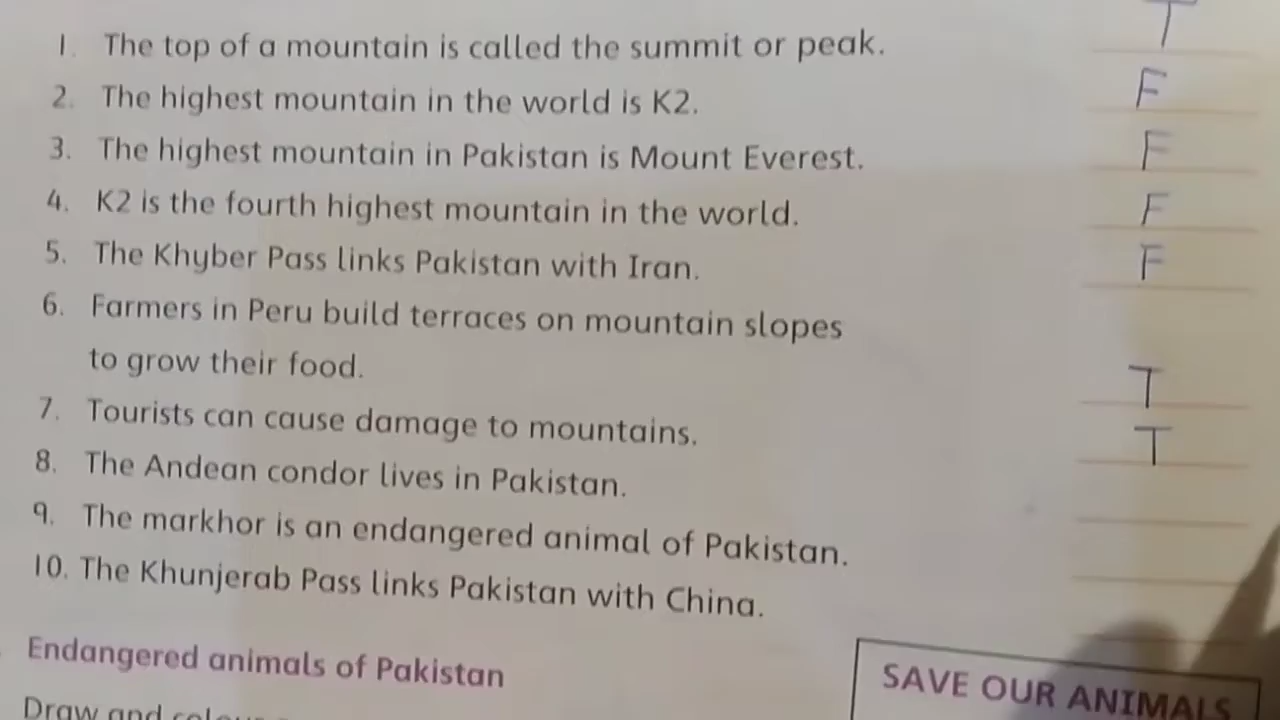 1. The top of a mountain is called the summit or peak. T
2. The highest mountain in the world is K2. F
3. The highest mountain in Pakistan is Mount Everest. F
4. K2 is the fourth highest mountain in the world. F
5. The Khyber Pass links Pakistan with Iran. F
6. Farmers in Peru build terraces on mountain slopes
to grow their food. T
7. Tourists can cause damage to mountains. T
8. The Andean condor lives in Pakistan.
9. The markhor is an endangered animal of Pakistan.
10. The Khunjerab Pass links Pakistan with China.
Endangered animals of Pakistan
SAVE OUR ANIMALS
Draw and